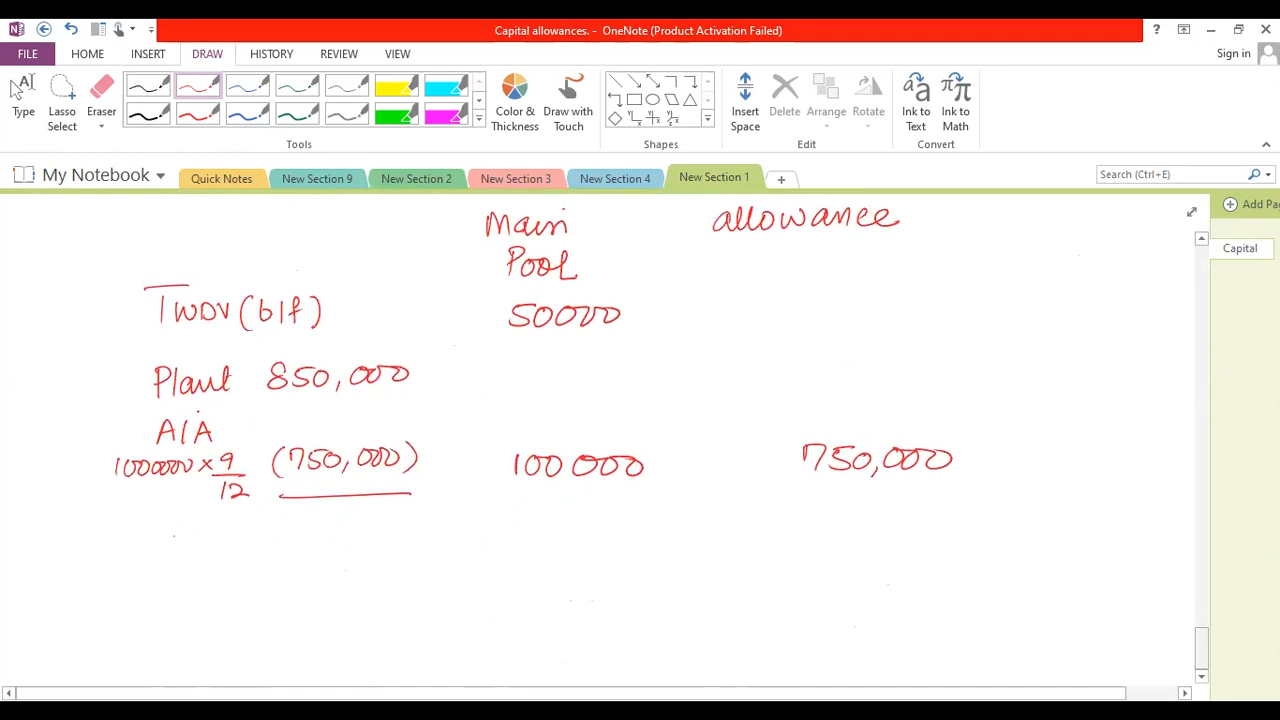 Capital allowances. - OneNote (Product Activation Failed)
FILE HOME INSERT DRAW HISTORY REVIEW VIEW
Sign in
Type
Lasso Select
Eraser
Color & Thickness
Draw with Touch
Insert Space
Delete
Arrange
Rotate
Ink to Text
Ink to Math
Tools
Shapes
Edit
Convert
My Notebook
Quick Notes
New Section 9
New Section 2
New Section 3
New Section 4
New Section 1
Search (Ctrl+E)
Add Pa
Capital
Main allowance
Pool
TWDV (b/f) 50000
Plant 850,000
AIA
1000000 × 9/12 (750,000) 100000 750,000